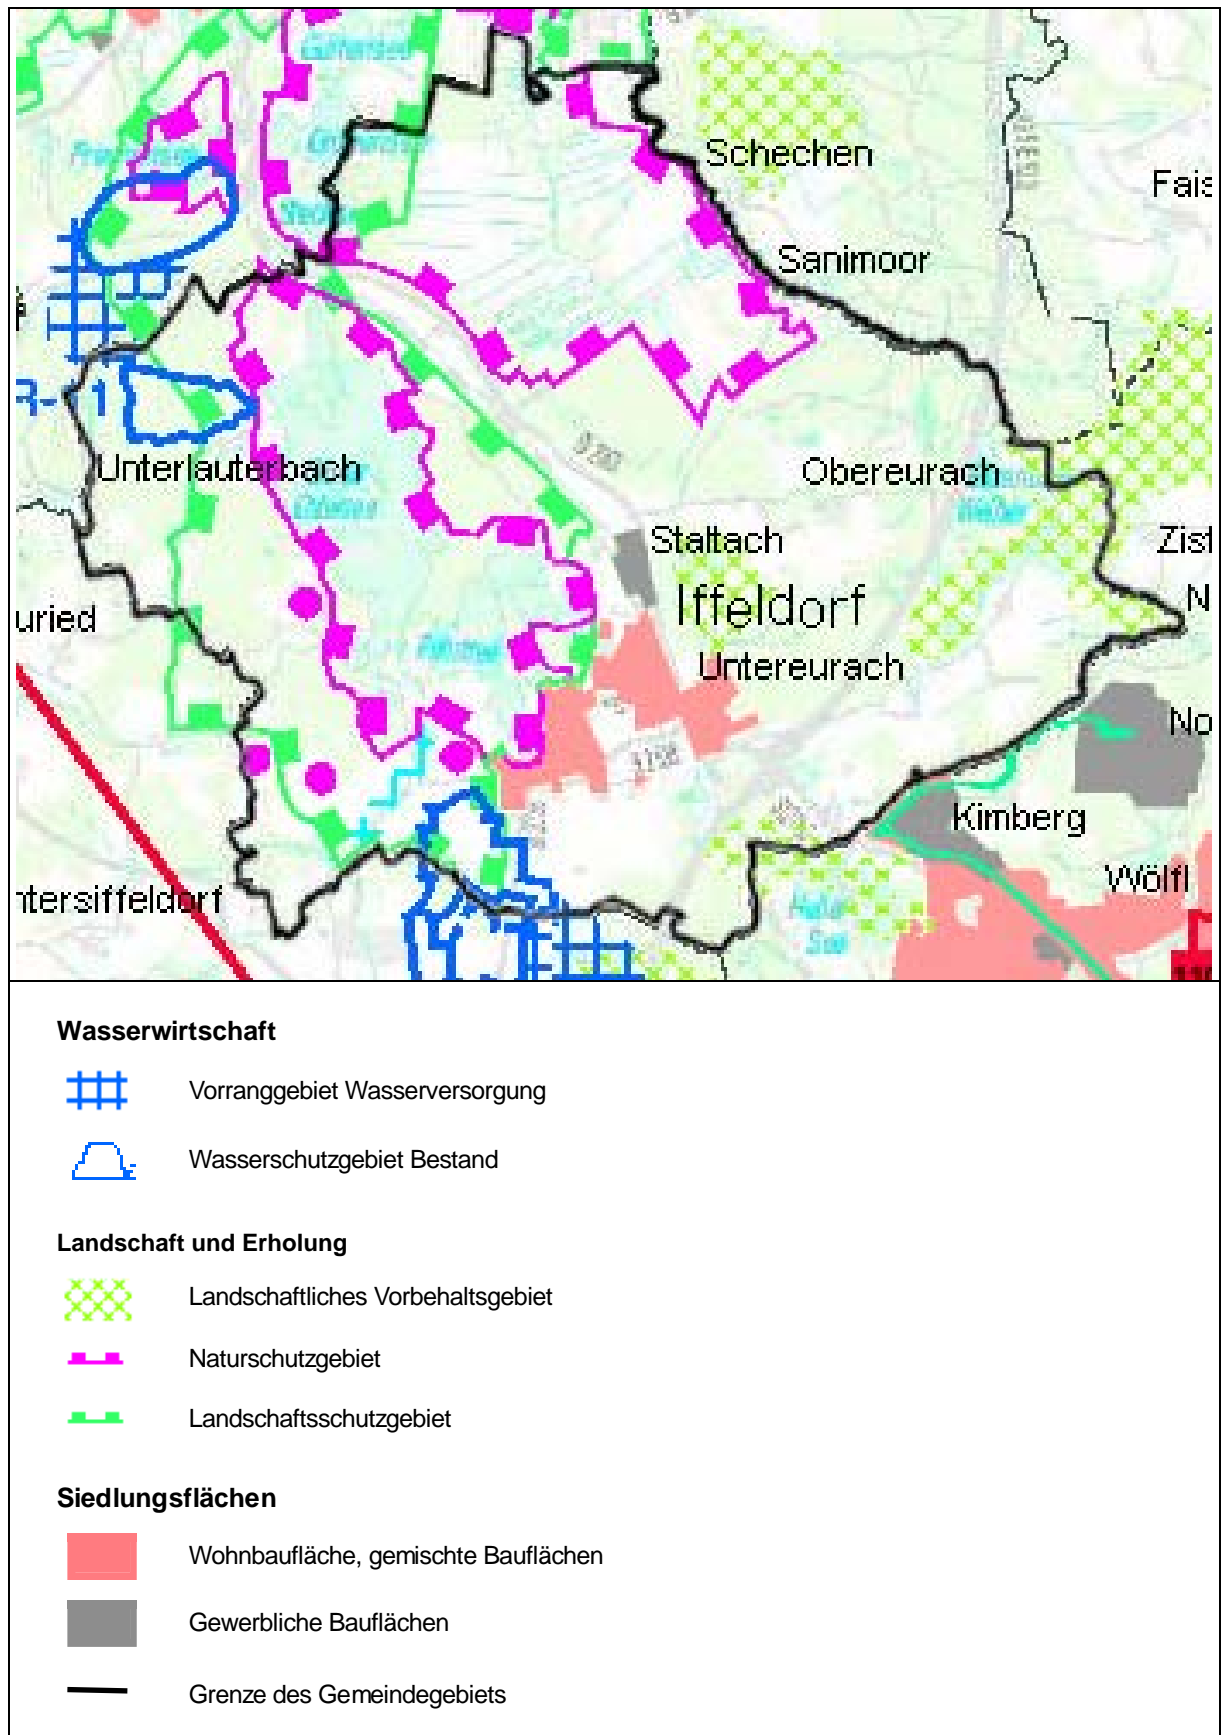 Schechen
Fais
Sanimoor
Unterlauterbach
Obereurach
Staltach
Zist
Iffeldorf
N
uried
Untereurach
No
Kimberg
Wölfl
ntersiffeldorf
Wasserwirtschaft
Vorranggebiet Wasserversorgung
Wasserschutzgebiet Bestand
Landschaft und Erholung
Landschaftliches Vorbehaltsgebiet
Naturschutzgebiet
Landschaftsschutzgebiet
Siedlungsflächen
Wohnbaufläche, gemischte Bauflächen
Gewerbliche Bauflächen
Grenze des Gemeindegebiets